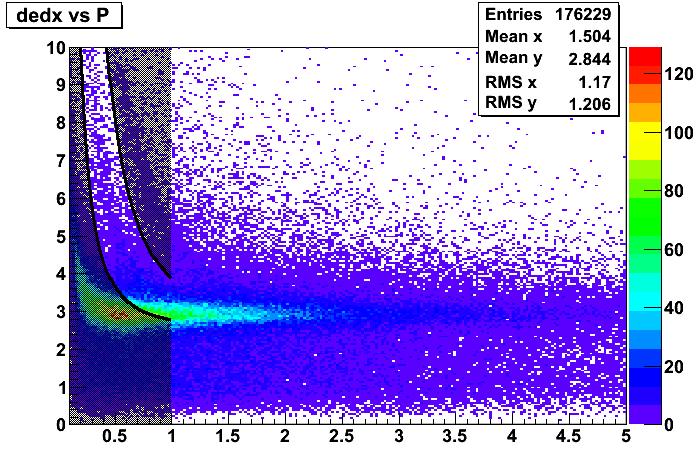 dedx vs P
Entries 176229
Mean x 1.504
Mean y 2.844
RMS x 1.17
RMS y 1.206
10
9
8
7
6
5
4
3
2
1
0
0.5 1 1.5 2 2.5 3 3.5 4 4.5 5
120
100
80
60
40
20
0